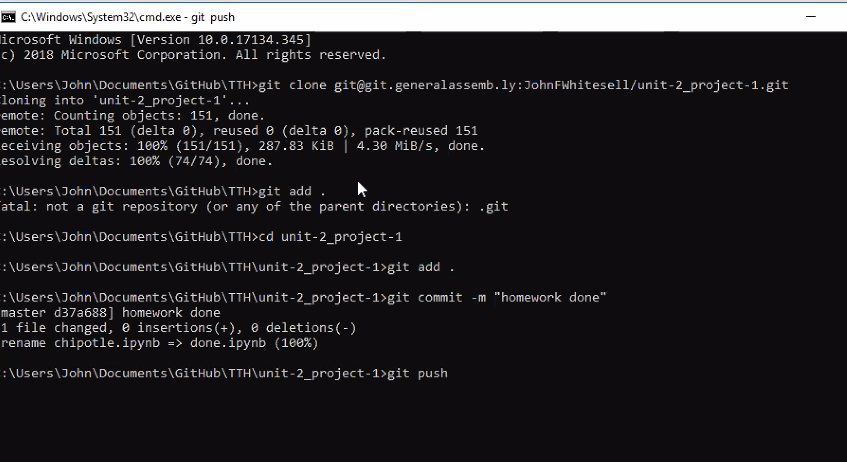 C:\Windows\System32\cmd.exe - git push
icrosoft Windows [Version 10.0.17134.345]
c) 2018 Microsoft Corporation. All rights reserved.
:\Users\John\Documents\GitHub\TTH>git clone git@git.generalassemb.ly:JohnFWhitesell/unit-2_project-1.git
loning into 'unit-2_project-1'...
emote: Counting objects: 151, done.
emote: Total 151 (delta 0), reused 0 (delta 0), pack-reused 151
eceiving objects: 100% (151/151), 287.83 KiB | 4.30 MiB/s, done.
esolving deltas: 100% (74/74), done.
:\Users\John\Documents\GitHub\TTH>git add .
atal: not a git repository (or any of the parent directories): .git
:\Users\John\Documents\GitHub\TTH>cd unit-2_project-1
:\Users\John\Documents\GitHub\TTH\unit-2_project-1>git add .
:\Users\John\Documents\GitHub\TTH\unit-2_project-1>git commit -m "homework done"
master d37a688] homework done
1 file changed, 0 insertions(+), 0 deletions(-)
rename chipotle.ipynb => done.ipynb (100%)
:\Users\John\Documents\GitHub\TTH\unit-2_project-1>git push